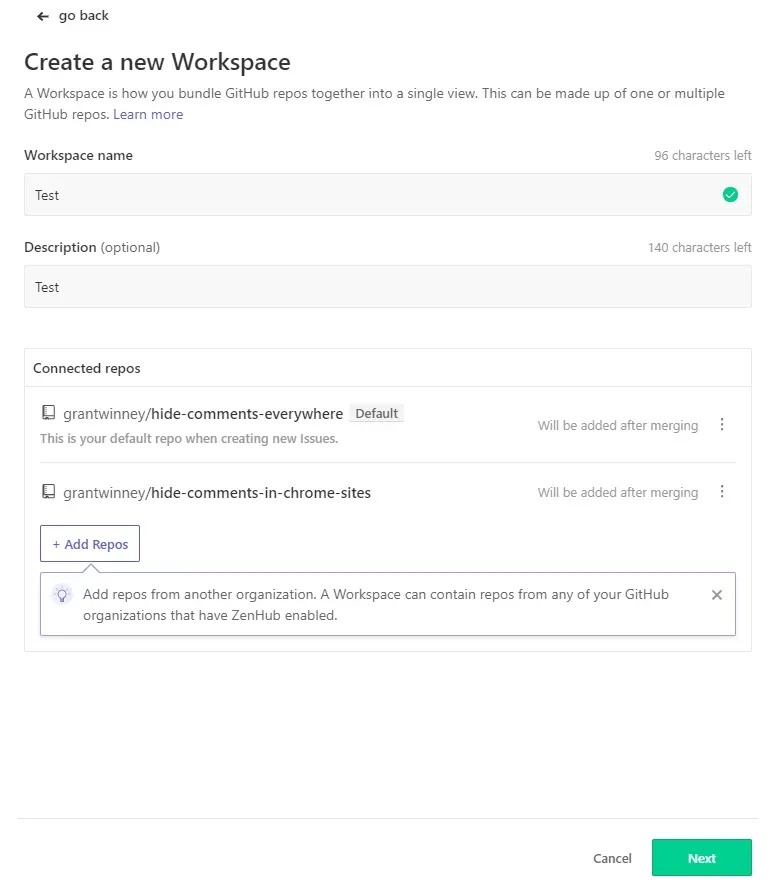 ← go back
Create a new Workspace
A Workspace is how you bundle GitHub repos together into a single view. This can be made up of one or multiple
GitHub repos. Learn more
Workspace name 96 characters left
Test
Description (optional) 140 characters left
Test
Connected repos
grantwinney/hide-comments-everywhere Default
Will be added after merging
This is your default repo when creating new Issues.
grantwinney/hide-comments-in-chrome-sites Will be added after merging
+ Add Repos
Add repos from another organization. A Workspace can contain repos from any of your GitHub
organizations that have ZenHub enabled.
Cancel Next